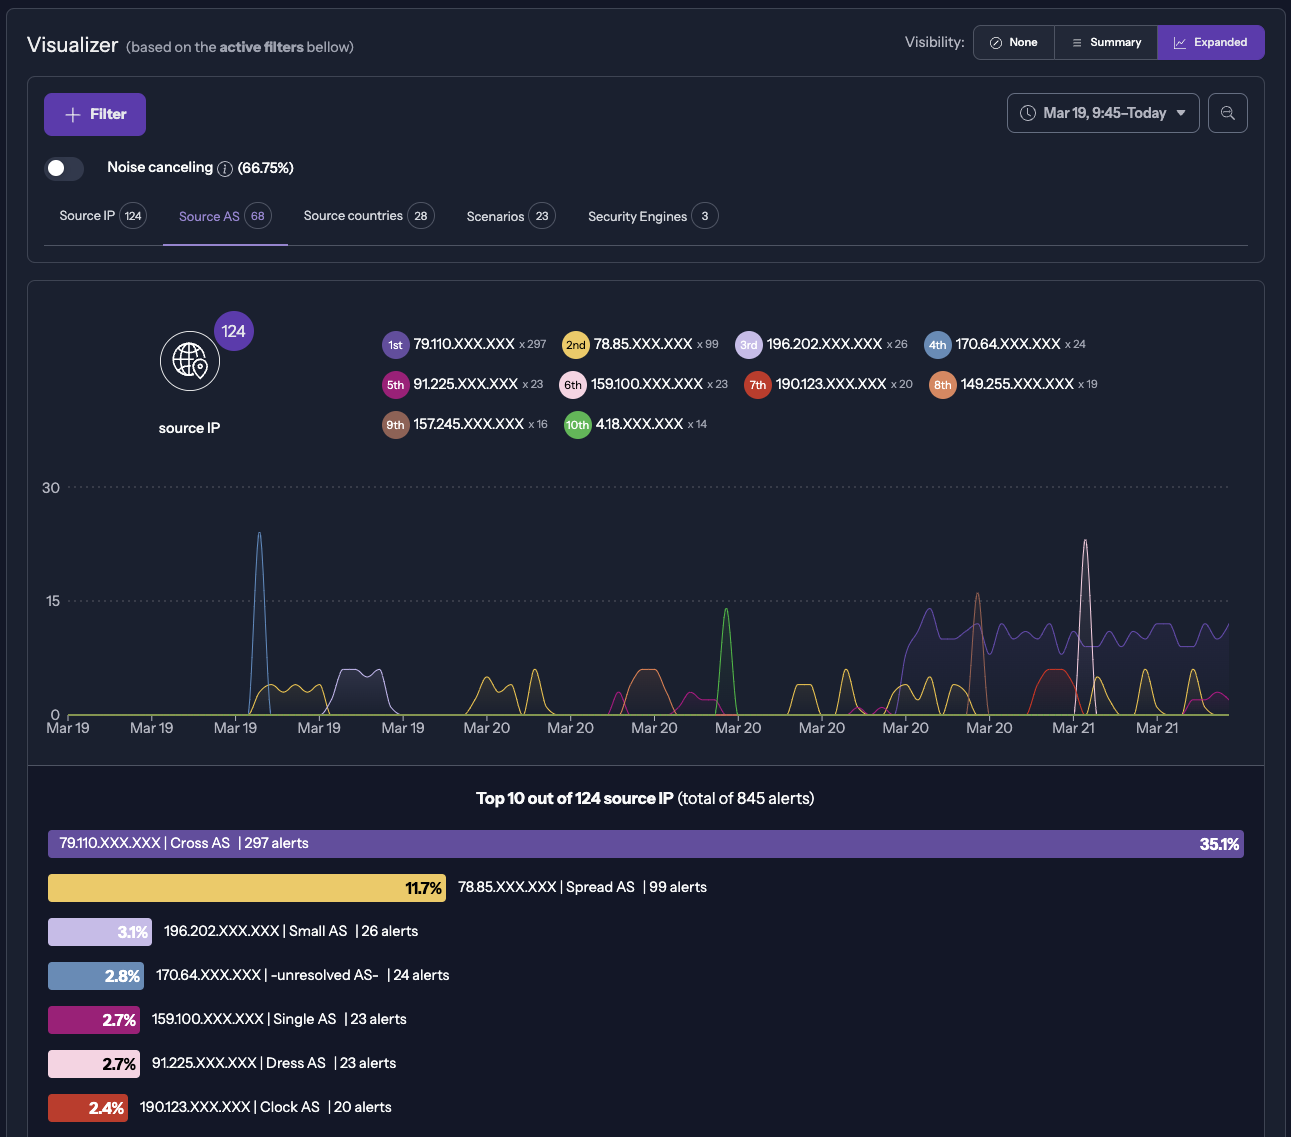 Visualizer (based on the active filters bellow)
Visibility: None Summary Expanded
Filter
Mar 19, 9:45–Today
Noise canceling i (66.75%)
Source IP 124 Source AS 68 Source countries 28 Scenarios 23 Security Engines 3
124
source IP
1st 79.110.XXX.XXX x 297 2nd 78.85.XXX.XXX x 99 3rd 196.202.XXX.XXX x 26 4th 170.64.XXX.XXX x 24
5th 91.225.XXX.XXX x 23 6th 159.100.XXX.XXX x 23 7th 190.123.XXX.XXX x 20 8th 149.255.XXX.XXX x 19
9th 157.245.XXX.XXX x 16 10th 4.18.XXX.XXX x 14
30
15
0
Mar 19 Mar 19 Mar 19 Mar 19 Mar 19 Mar 20 Mar 20 Mar 20 Mar 20 Mar 20 Mar 20 Mar 20 Mar 21 Mar 21
Top 10 out of 124 source IP (total of 845 alerts)
79.110.XXX.XXX | Cross AS | 297 alerts 35.1%
11.7% 78.85.XXX.XXX | Spread AS | 99 alerts
3.1% 196.202.XXX.XXX | Small AS | 26 alerts
2.8% 170.64.XXX.XXX | -unresolved AS- | 24 alerts
2.7% 159.100.XXX.XXX | Single AS | 23 alerts
2.7% 91.225.XXX.XXX | Dress AS | 23 alerts
2.4% 190.123.XXX.XXX | Clock AS | 20 alerts